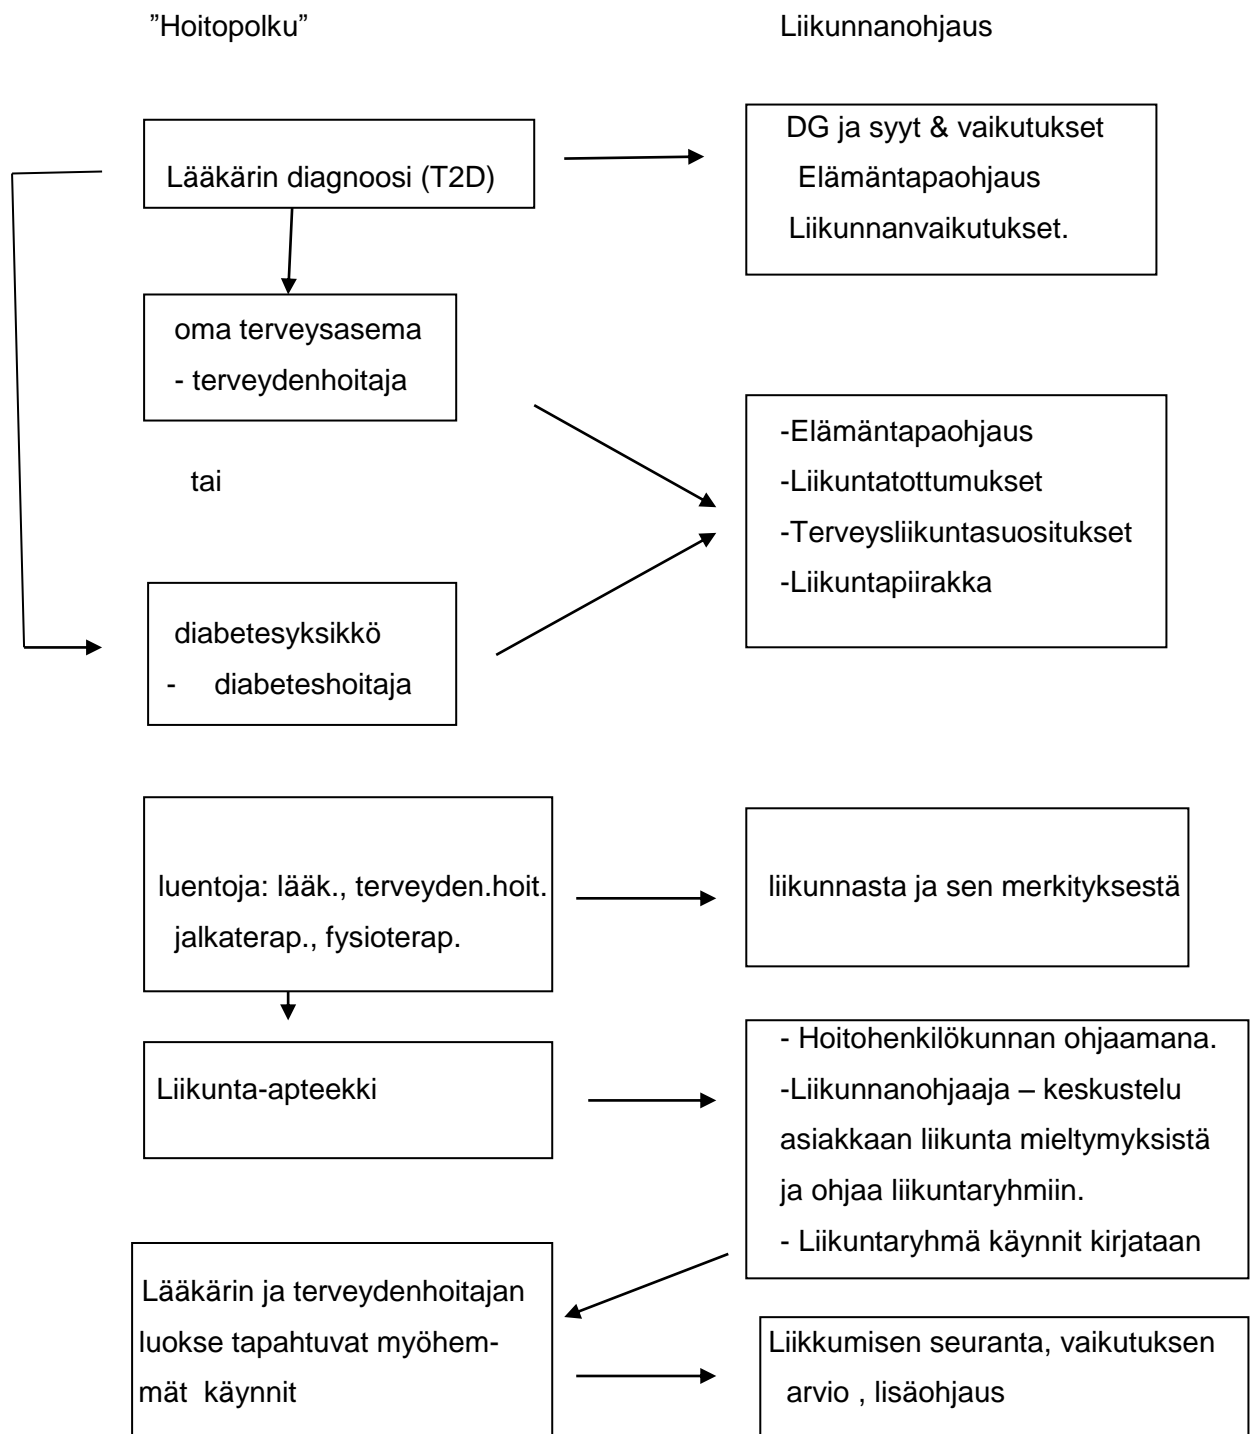 ”Hoitopolku”
Liikunnanohjaus
Lääkärin diagnoosi (T2D)
DG ja syyt & vaikutukset
Elämäntapaohjaus
Liikunnanvaikutukset.
oma terveysasema
- terveydenhoitaja
tai
diabetesyksikkö
- diabeteshoitaja
-Elämäntapaohjaus
-Liikuntatottumukset
-Terveysliikuntasuositukset
-Liikuntapiirakka
luentoja: lääk., terveyden.hoit.
jalkaterap., fysioterap.
liikunnasta ja sen merkityksestä
Liikunta-apteekki
- Hoitohenkilökunnan ohjaamana.
-Liikunnanohjaaja – keskustelu
asiakkaan liikunta mieltymyksistä
ja ohjaa liikuntaryhmiin.
- Liikuntaryhmä käynnit kirjataan
Lääkärin ja terveydenhoitajan
luokse tapahtuvat myöhem-
mät käynnit
Liikkumisen seuranta, vaikutuksen
arvio , lisäohjaus